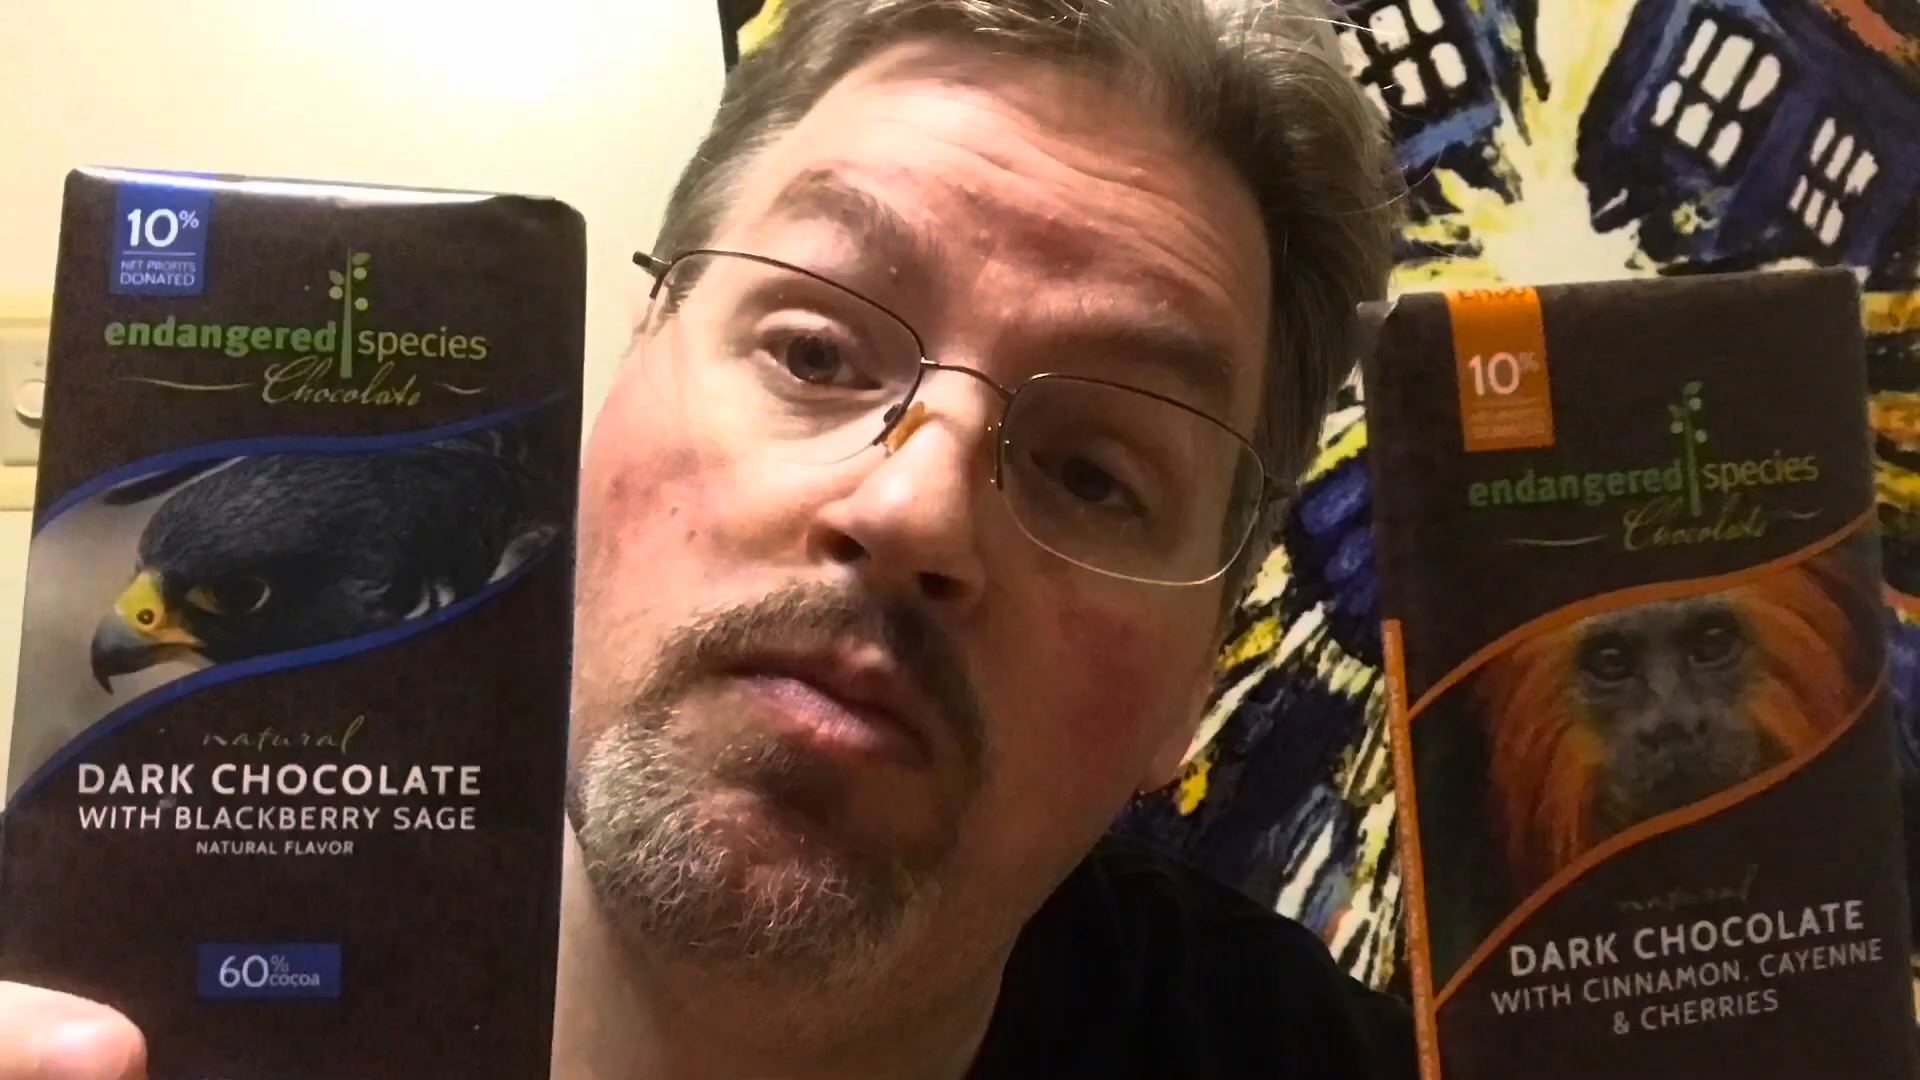 10%
NET PROFITS
DONATED
endangered species
Chocolate
natural
DARK CHOCOLATE
WITH BLACKBERRY SAGE
NATURAL FLAVOR
60% cocoa
10%
endangered species
Chocolate
natural
DARK CHOCOLATE
WITH CINNAMON, CAYENNE
& CHERRIES